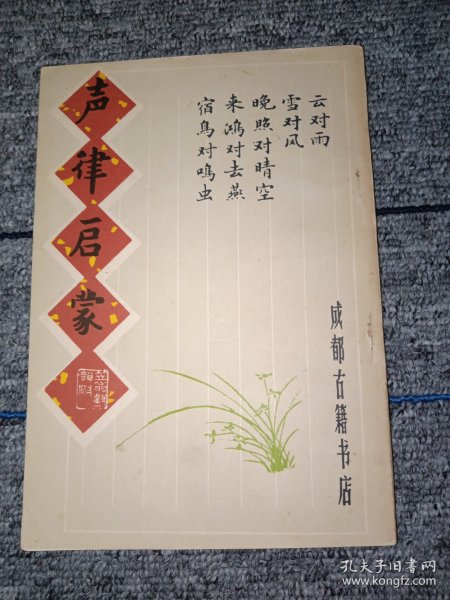 声律启蒙
云对雨
雪对风
晚照对晴空
来鸿对去燕
宿鸟对鸣虫
成都古籍书店
孔夫子旧书网
www.kongfz.com